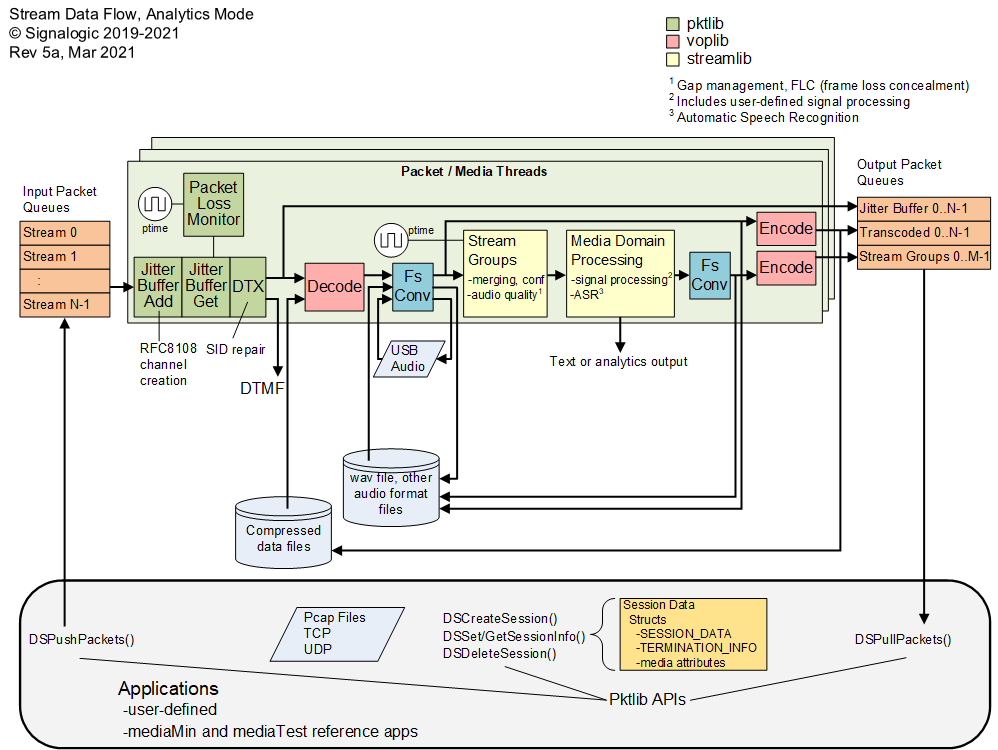 Stream Data Flow, Analytics Mode
© Signalogic 2019-2021
Rev 5a, Mar 2021
pktlib
voplib
streamlib
1 Gap management, FLC (frame loss concealment)
2 Includes user-defined signal processing
3 Automatic Speech Recognition
Packet / Media Threads
Input Packet
Queues
Stream 0
Stream 1
:
Stream N-1
ptime
Packet
Loss
Monitor
Jitter
Buffer
Add
Jitter
Buffer
Get
DTX
RFC8108
channel
creation
SID repair
DTMF
Decode
Fs
Conv
USB
Audio
ptime
Stream
Groups
-merging, conf
-audio quality1
Media Domain
Processing
-signal processing2
-ASR3
Text or analytics output
Fs
Conv
Encode
Encode
Output Packet
Queues
Jitter Buffer 0..N-1
Transcoded 0..N-1
Stream Groups 0..M-1
wav file, other
audio format
files
Compressed
data files
DSPushPackets()
Pcap Files
TCP
UDP
DSCreateSession()
DSSet/GetSessionInfo()
DSDeleteSession()
Session Data
Structs
-SESSION_DATA
-TERMINATION_INFO
-media attributes
DSPullPackets()
Pktlib APIs
Applications
-user-defined
-mediaMin and mediaTest reference apps